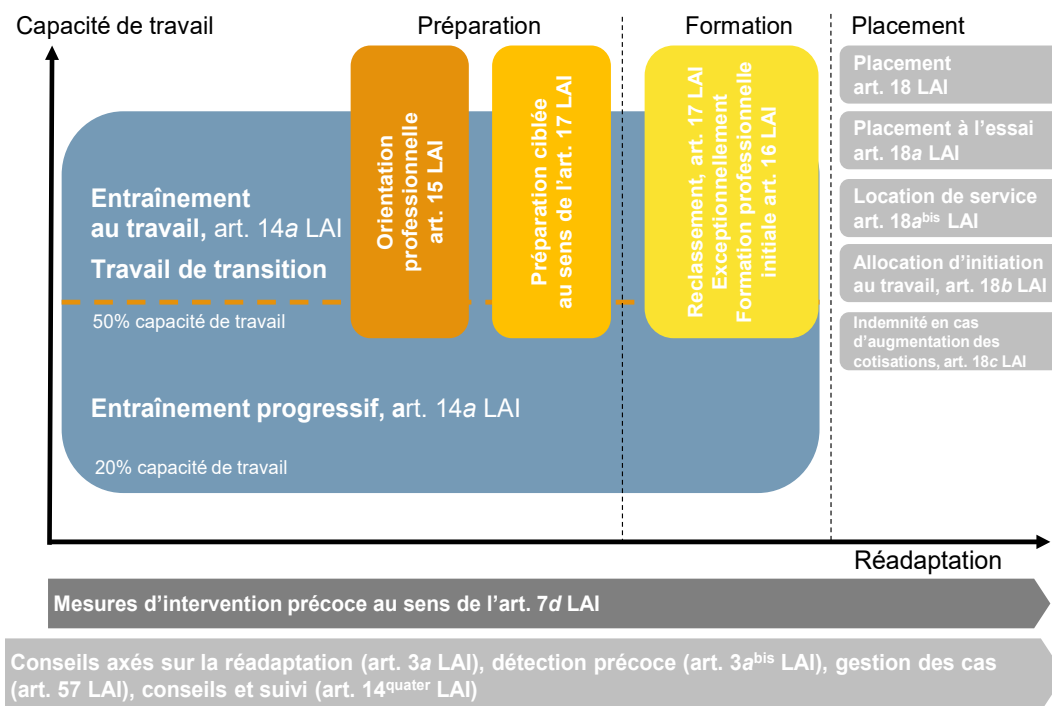 Capacité de travail
Préparation
Formation
Placement
Orientation
professionnelle
art. 15 LAI
Préparation ciblée
au sens de l'art. 17 LAI
Reclassement, art. 17 LAI
Exceptionnellement
Formation professionnelle
initiale art. 16 LAI
Placement
art. 18 LAI
Placement à l'essai
art. 18a LAI
Location de service
art. 18abis LAI
Allocation d'initiation
au travail, art. 18b LAI
Indemnité en cas
d'augmentation des
cotisations, art. 18c LAI
Entraînement
au travail, art. 14a LAI
Travail de transition
50% capacité de travail
Entraînement progressif, art. 14a LAI
20% capacité de travail
Réadaptation
Mesures d'intervention précoce au sens de l'art. 7d LAI
Conseils axés sur la réadaptation (art. 3a LAI), détection précoce (art. 3abis LAI), gestion des cas
(art. 57 LAI), conseils et suivi (art. 14quater LAI)